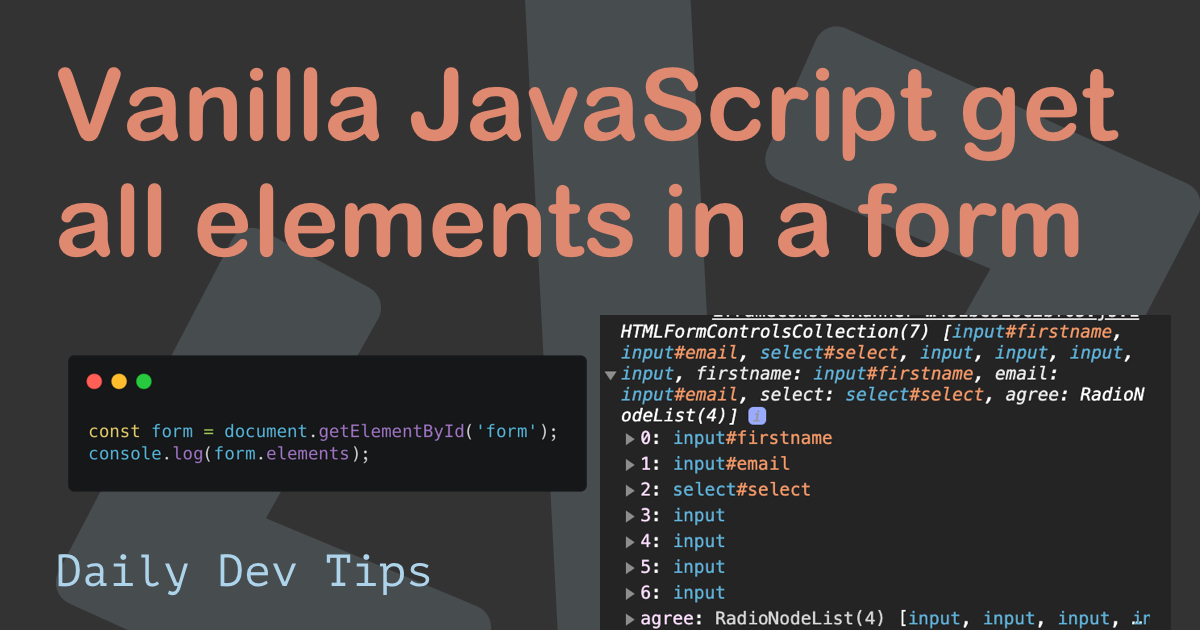 Vanilla JavaScript get
all elements in a form
const form = document.getElementById('form');
console.log(form.elements);
Daily Dev Tips
HTMLFormControlsCollection(7) [input#firstname,
input#email, select#select, input, input, input,
input, firstname: input#firstname, email:
input#email, select: select#select, agree: RadioN
odeList(4)] i
0: input#firstname
1: input#email
2: select#select
3: input
4: input
5: input
6: input
agree: RadioNodeList(4) [input, input, input,